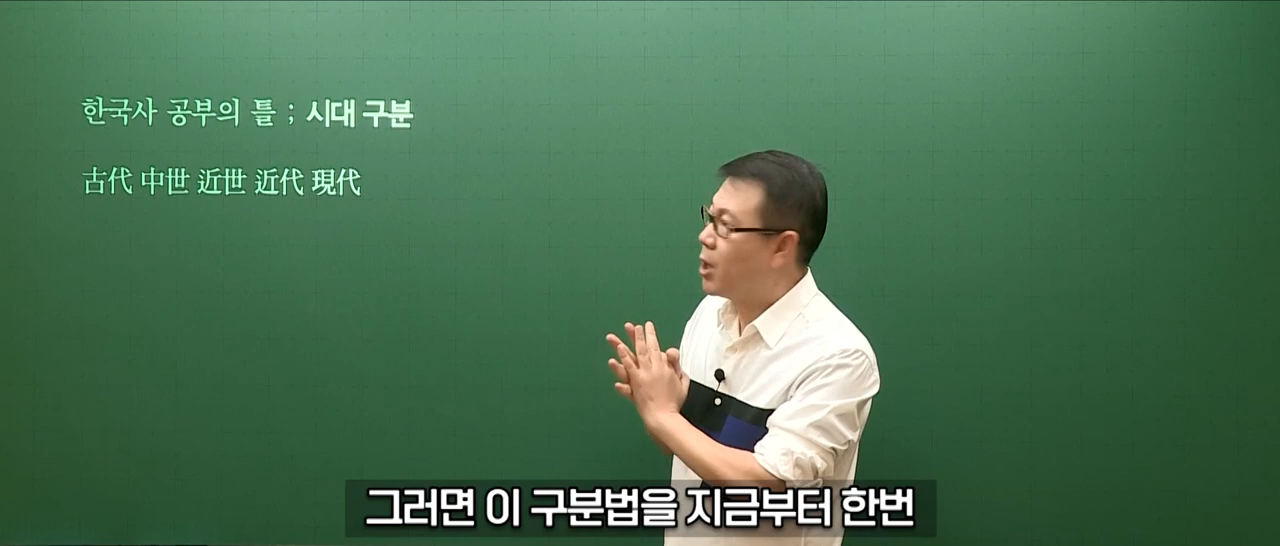 한국사 공부의 틀 ; 시대 구분
古代 中世 近世 近代 現代
그러면 이 구분법을 지금부터 한번